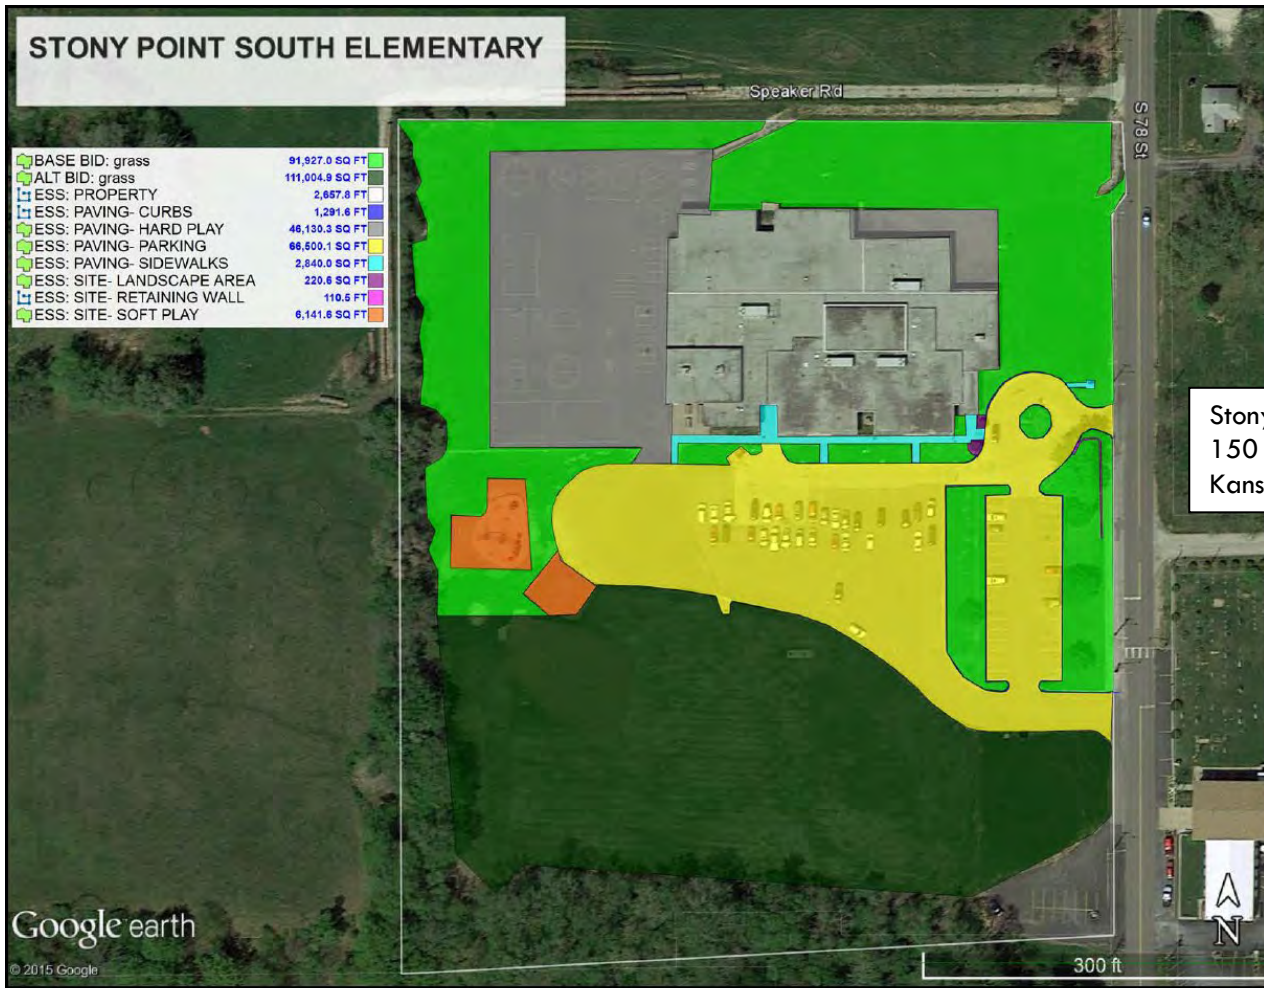 STONY POINT SOUTH ELEMENTARY
Speaker Rd
S 78 St
BASE BID: grass 91,927.0 SQ FT
ALT BID: grass 111,004.9 SQ FT
ESS: PROPERTY 2,657.8 FT
ESS: PAVING- CURBS 1,291.6 FT
ESS: PAVING- HARD PLAY 46,130.3 SQ FT
ESS: PAVING- PARKING 66,500.1 SQ FT
ESS: PAVING- SIDEWALKS 2,840.0 SQ FT
ESS: SITE- LANDSCAPE AREA 220.6 SQ FT
ESS: SITE- RETAINING WALL 110.5 FT
ESS: SITE- SOFT PLAY 6,141.6 SQ FT
Stony
150
Kans
Google earth
© 2015 Google
N
300 ft